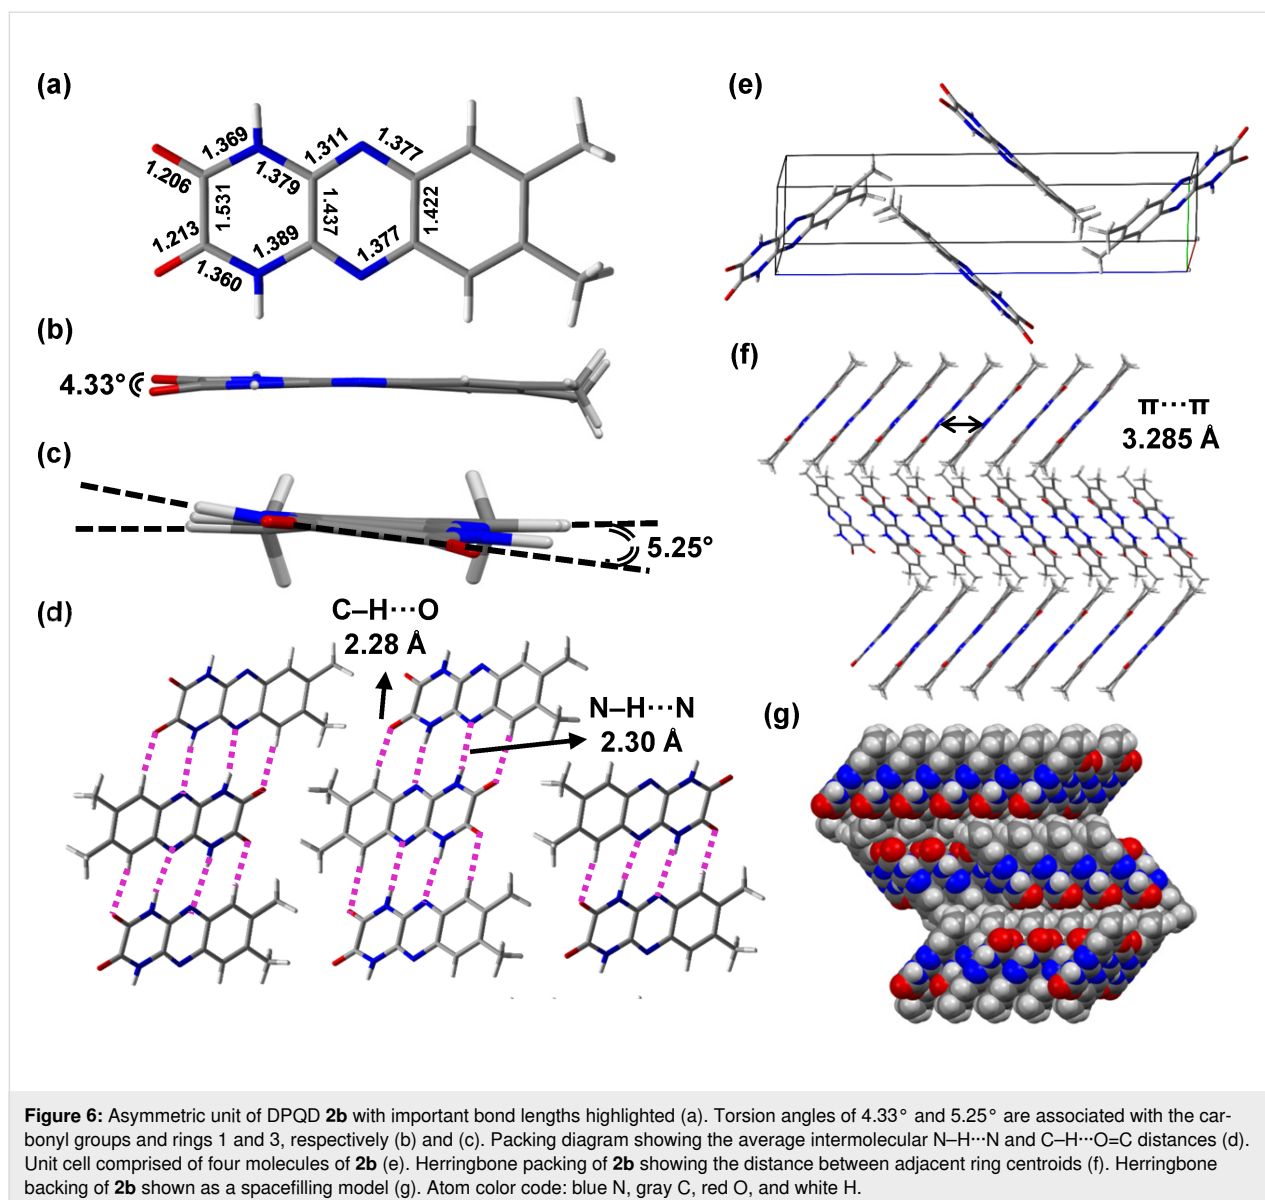 (a)
1.369
1.311
1.377
1.206
1.379
1.531
1.437
1.422
1.213
1.389
1.377
1.360
(b)
4.33°
(c)
5.25°
(d)
C–H···O
2.28 Å
N–H···N
2.30 Å
(e)
(f)
π···π
3.285 Å
(g)
Figure 6: Asymmetric unit of DPQD 2b with important bond lengths highlighted (a). Torsion angles of 4.33° and 5.25° are associated with the car-
bonyl groups and rings 1 and 3, respectively (b) and (c). Packing diagram showing the average intermolecular N–H···N and C–H···O=C distances (d).
Unit cell comprised of four molecules of 2b (e). Herringbone packing of 2b showing the distance between adjacent ring centroids (f). Herringbone
backing of 2b shown as a spacefilling model (g). Atom color code: blue N, gray C, red O, and white H.